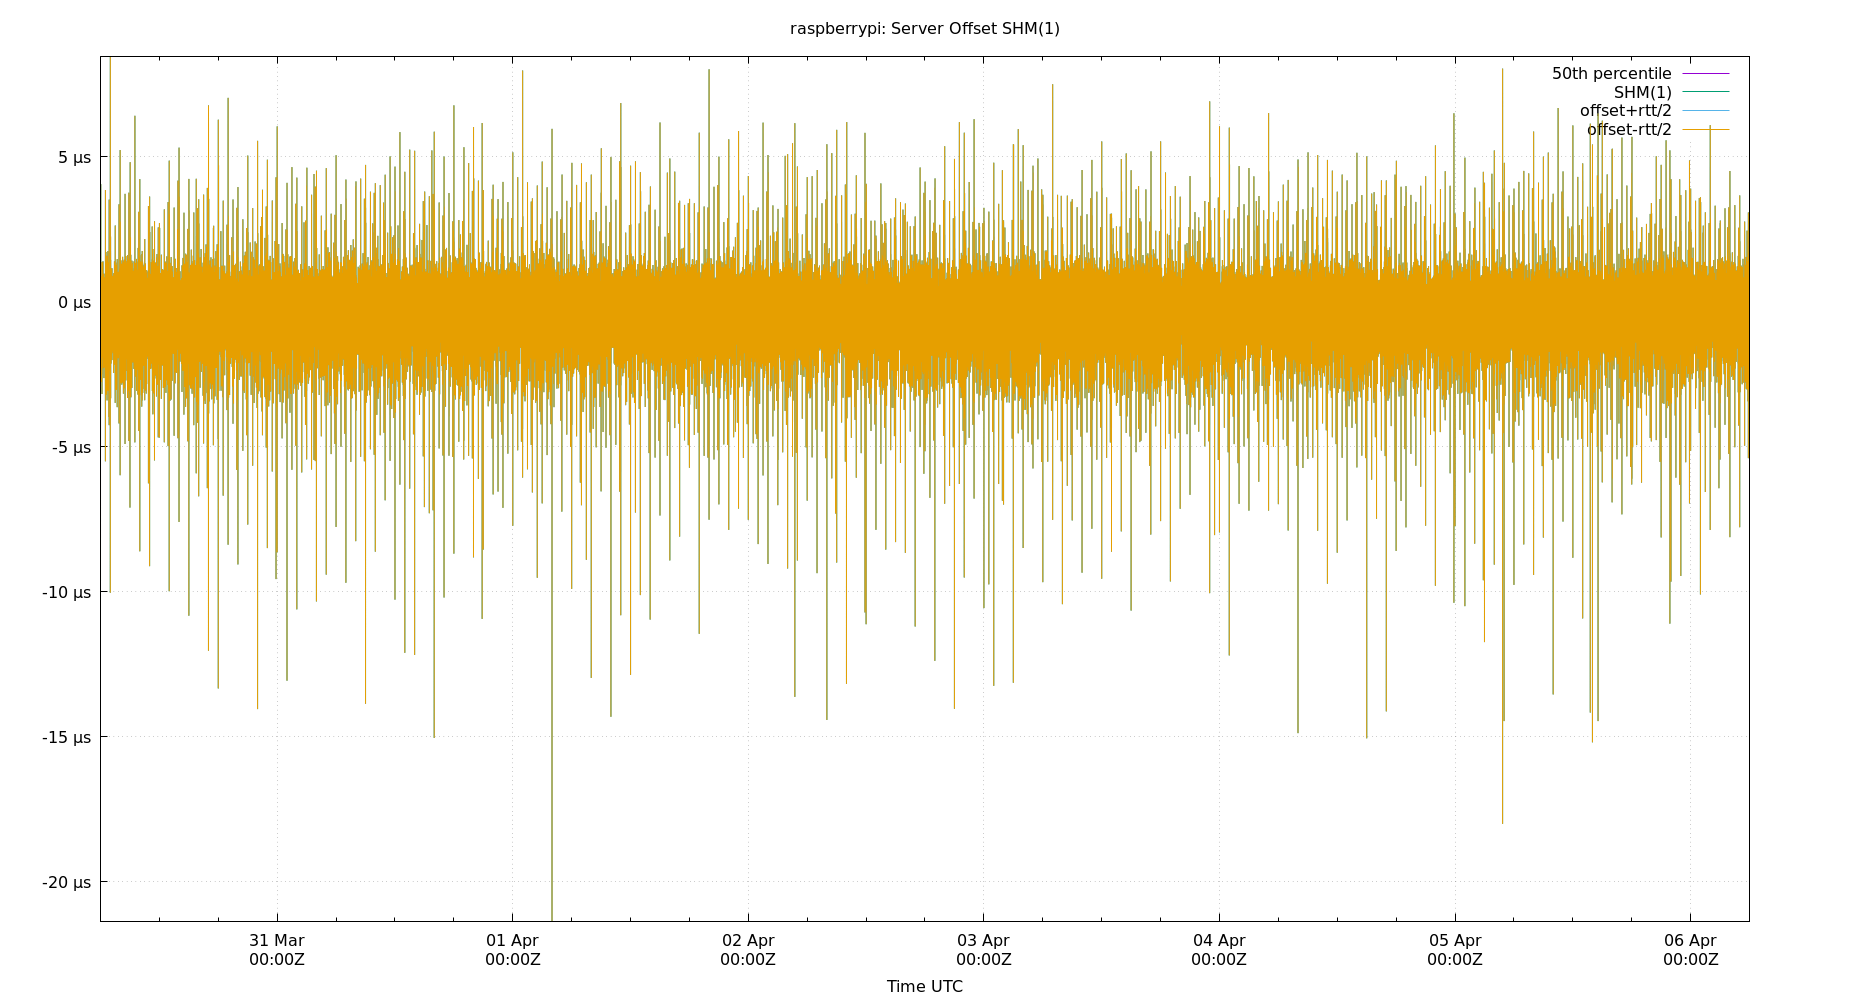 raspberrypi: Server Offset SHM(1)
50th percentile
SHM(1)
offset+rtt/2
offset-rtt/2
5 µs
0 µs
-5 µs
-10 µs
-15 µs
-20 µs
31 Mar
00:00Z
01 Apr
00:00Z
02 Apr
00:00Z
03 Apr
00:00Z
04 Apr
00:00Z
05 Apr
00:00Z
06 Apr
00:00Z
Time UTC